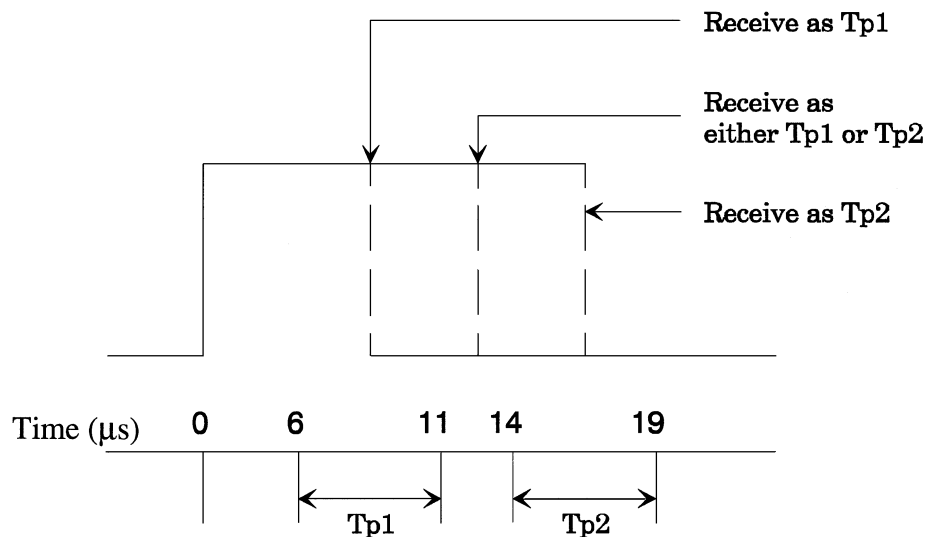 Receive as Tp1
Receive as
either Tp1 or Tp2
Receive as Tp2
Time (μs) 0 6 11 14 19
Tp1 Tp2